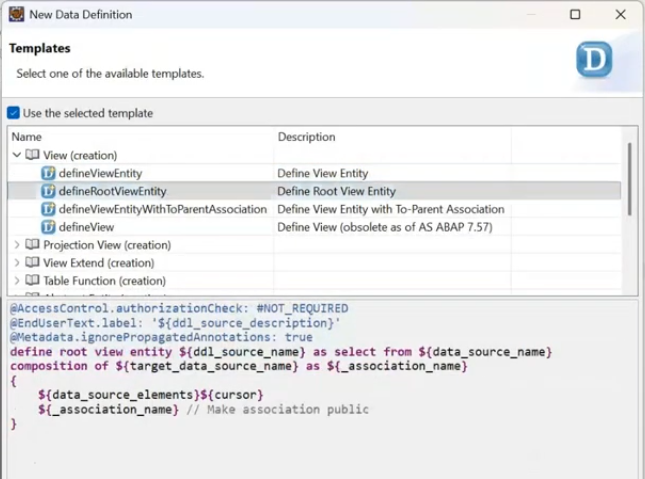 New Data Definition
Templates
Select one of the available templates.
D
Use the selected template
Name Description
View (creation)
defineViewEntity Define View Entity
defineRootViewEntity Define Root View Entity
defineViewEntityWithToParentAssociation Define View Entity with To-Parent Association
defineView Define View (obsolete as of AS ABAP 7.57)
Projection View (creation)
View Extend (creation)
Table Function (creation)
@AccessControl.authorizationCheck: #NOT_REQUIRED
@EndUserText.label: '${ddl_source_description}'
@Metadata.ignorePropagatedAnnotations: true
define root view entity ${ddl_source_name} as select from ${data_source_name}
composition of ${target_data_source_name} as ${_association_name}
{
    ${data_source_elements}${cursor}
    ${_association_name} // Make association public
}